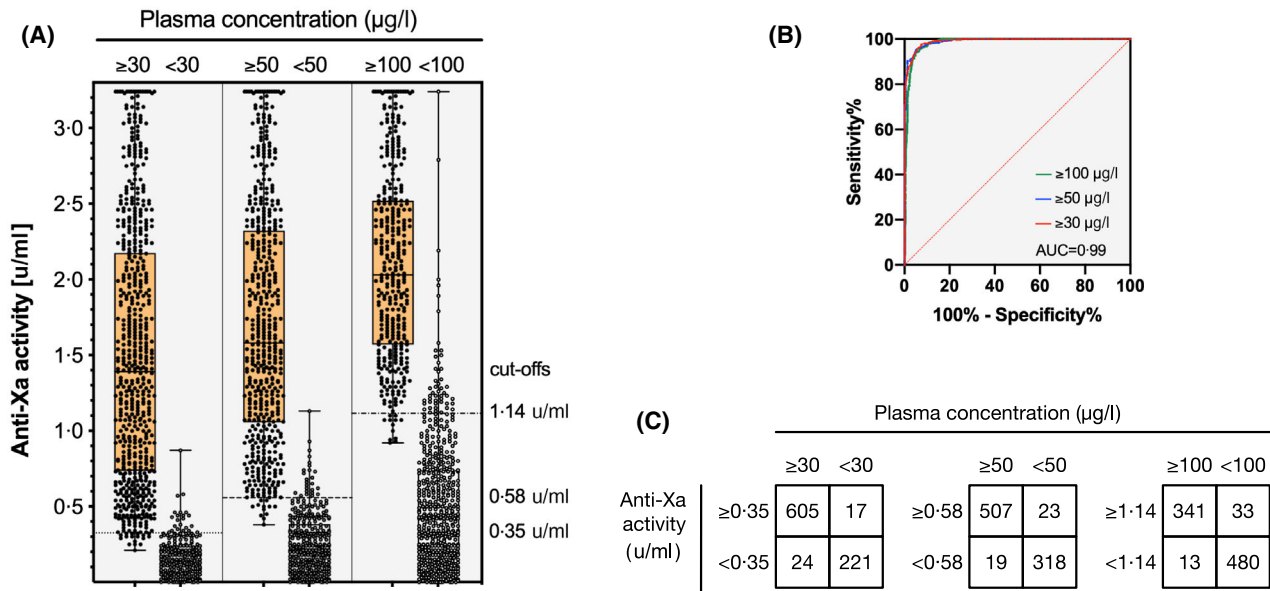 (A)
Plasma concentration (µg/l)
≥30 <30 ≥50 <50 ≥100 <100
Anti-Xa activity [u/ml]
3·0
2·5
2·0
1·5
1·0
0·5
cut-offs
1·14 u/ml
0·58 u/ml
0·35 u/ml
(B)
Sensitivity%
100
80
60
40
20
0
≥100 µg/l
≥50 µg/l
≥30 µg/l
AUC=0·99
0 20 40 60 80 100
100% - Specificity%
(C)
Plasma concentration (µg/l)
≥30 <30 ≥50 <50 ≥100 <100
Anti-Xa
activity
(u/ml)
≥0·35 605 17 ≥0·58 507 23 ≥1·14 341 33
<0·35 24 221 <0·58 19 318 <1·14 13 480